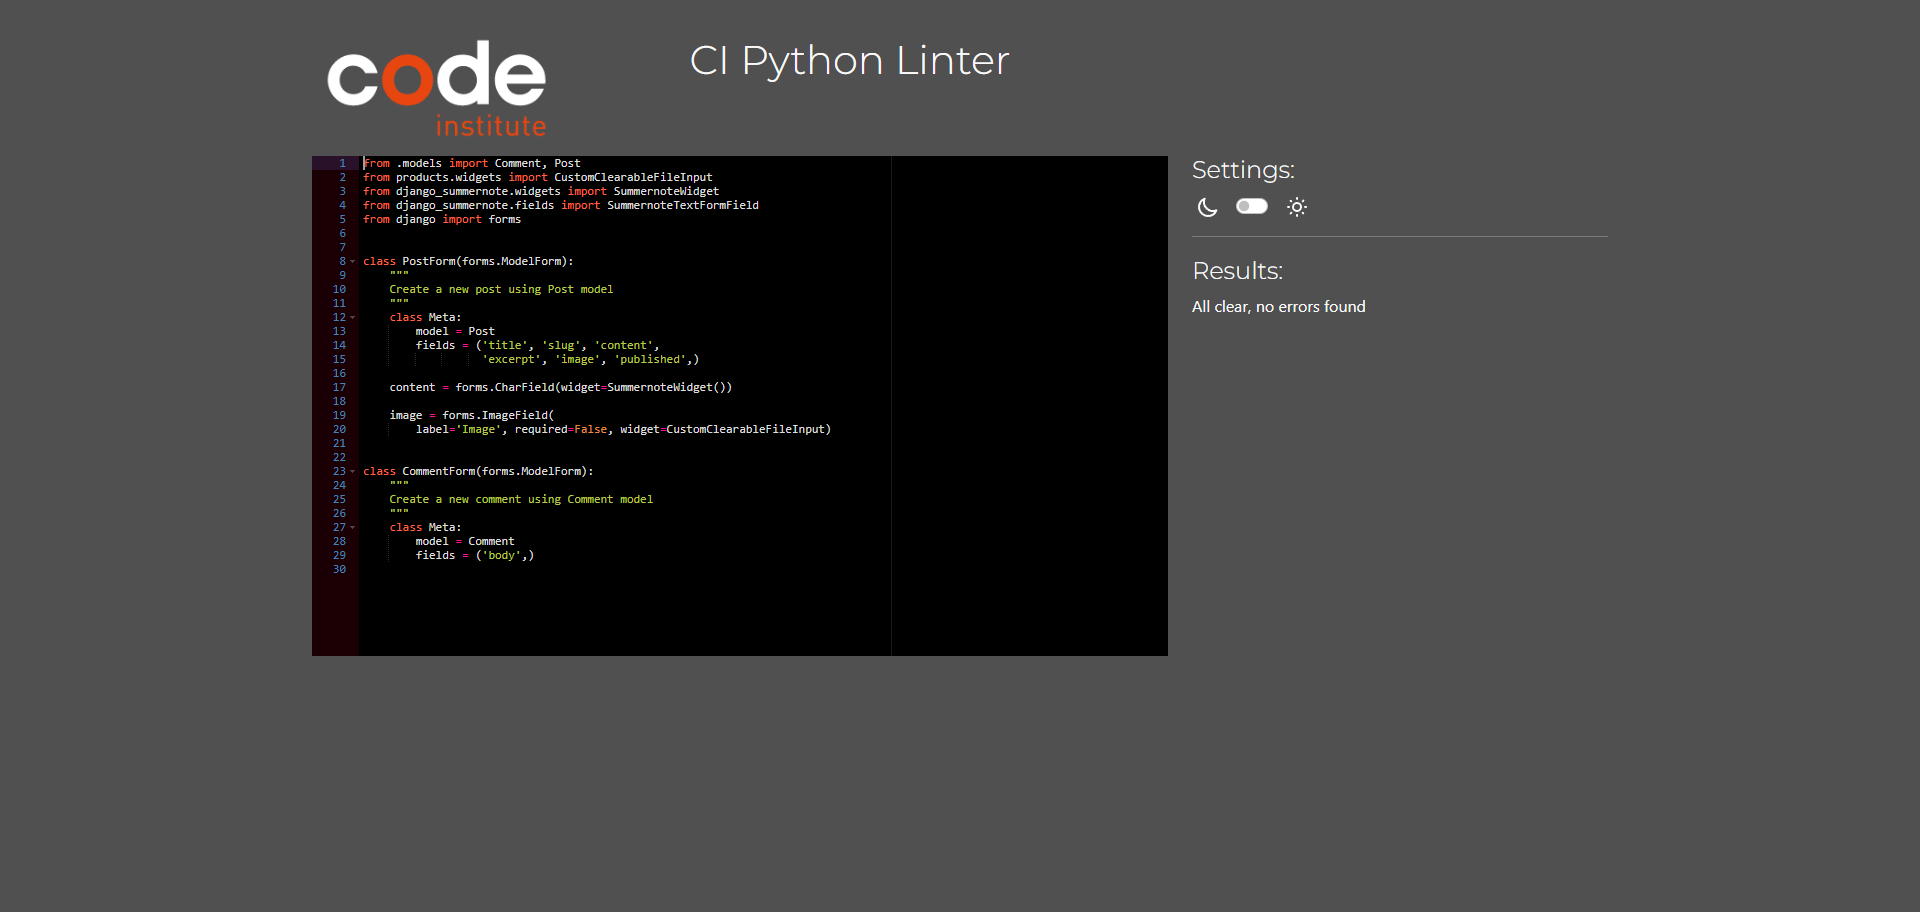 code
institute
CI Python Linter
1 from .models import Comment, Post
2 from products.widgets import CustomClearableFileInput
3 from django_summernote.widgets import SummernoteWidget
4 from django_summernote.fields import SummernoteTextFormField
5 from django import forms
6
7
8 class PostForm(forms.ModelForm):
9     """
10     Create a new post using Post model
11     """
12     class Meta:
13         model = Post
14         fields = ('title', 'slug', 'content',
15                   'excerpt', 'image', 'published',)
16
17     content = forms.CharField(widget=SummernoteWidget())
18
19     image = forms.ImageField(
20         label='Image', required=False, widget=CustomClearableFileInput)
21
22
23 class CommentForm(forms.ModelForm):
24     """
25     Create a new comment using Comment model
26     """
27     class Meta:
28         model = Comment
29         fields = ('body',)
30
Settings:
Results:
All clear, no errors found